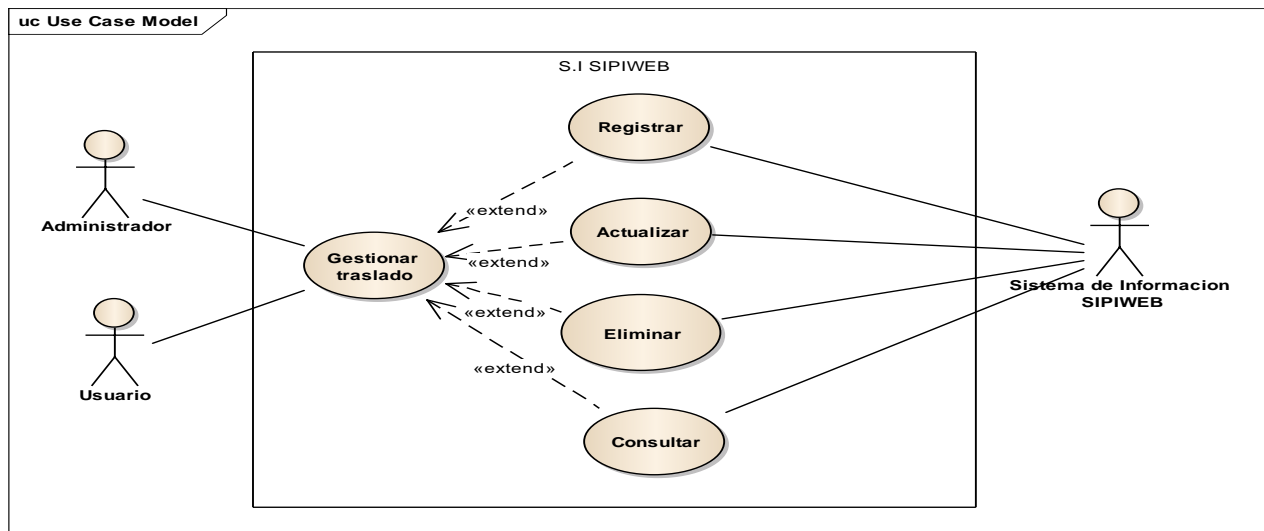 uc Use Case Model
S.I SIPIWEB
Registrar
Administrador
«extend»
Actualizar
Gestionar
traslado
«extend»
Sistema de Informacion
SIPIWEB
«extend»
Eliminar
Usuario
«extend»
Consultar